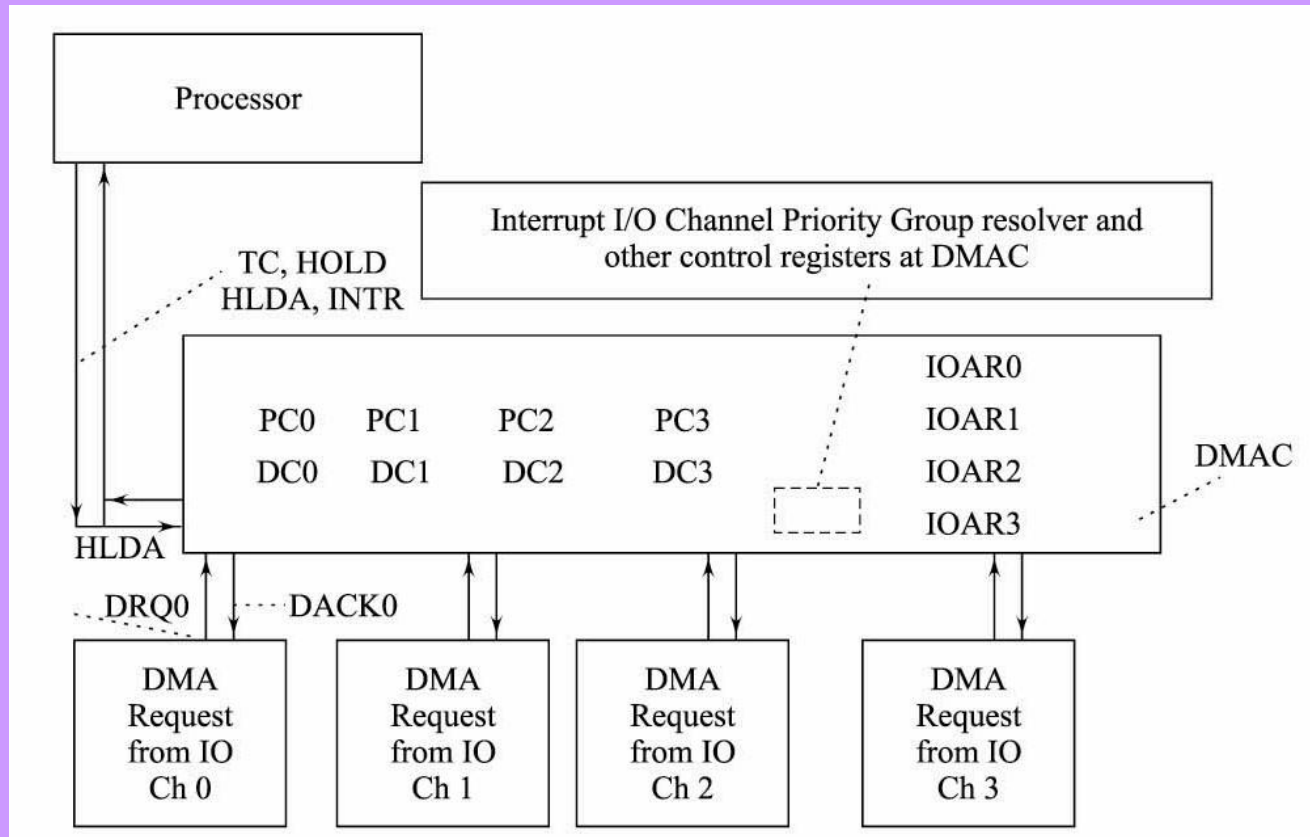 Processor
Interrupt I/O Channel Priority Group resolver and
other control registers at DMAC
TC, HOLD
HLDA, INTR
IOAR0
PC0 PC1 PC2 PC3 IOAR1
DC0 DC1 DC2 DC3 IOAR2
DMAC
IOAR3
HLDA
DRQ0 DACK0
DMA
Request
from IO
Ch 0
DMA
Request
from IO
Ch 1
DMA
Request
from IO
Ch 2
DMA
Request
from IO
Ch 3